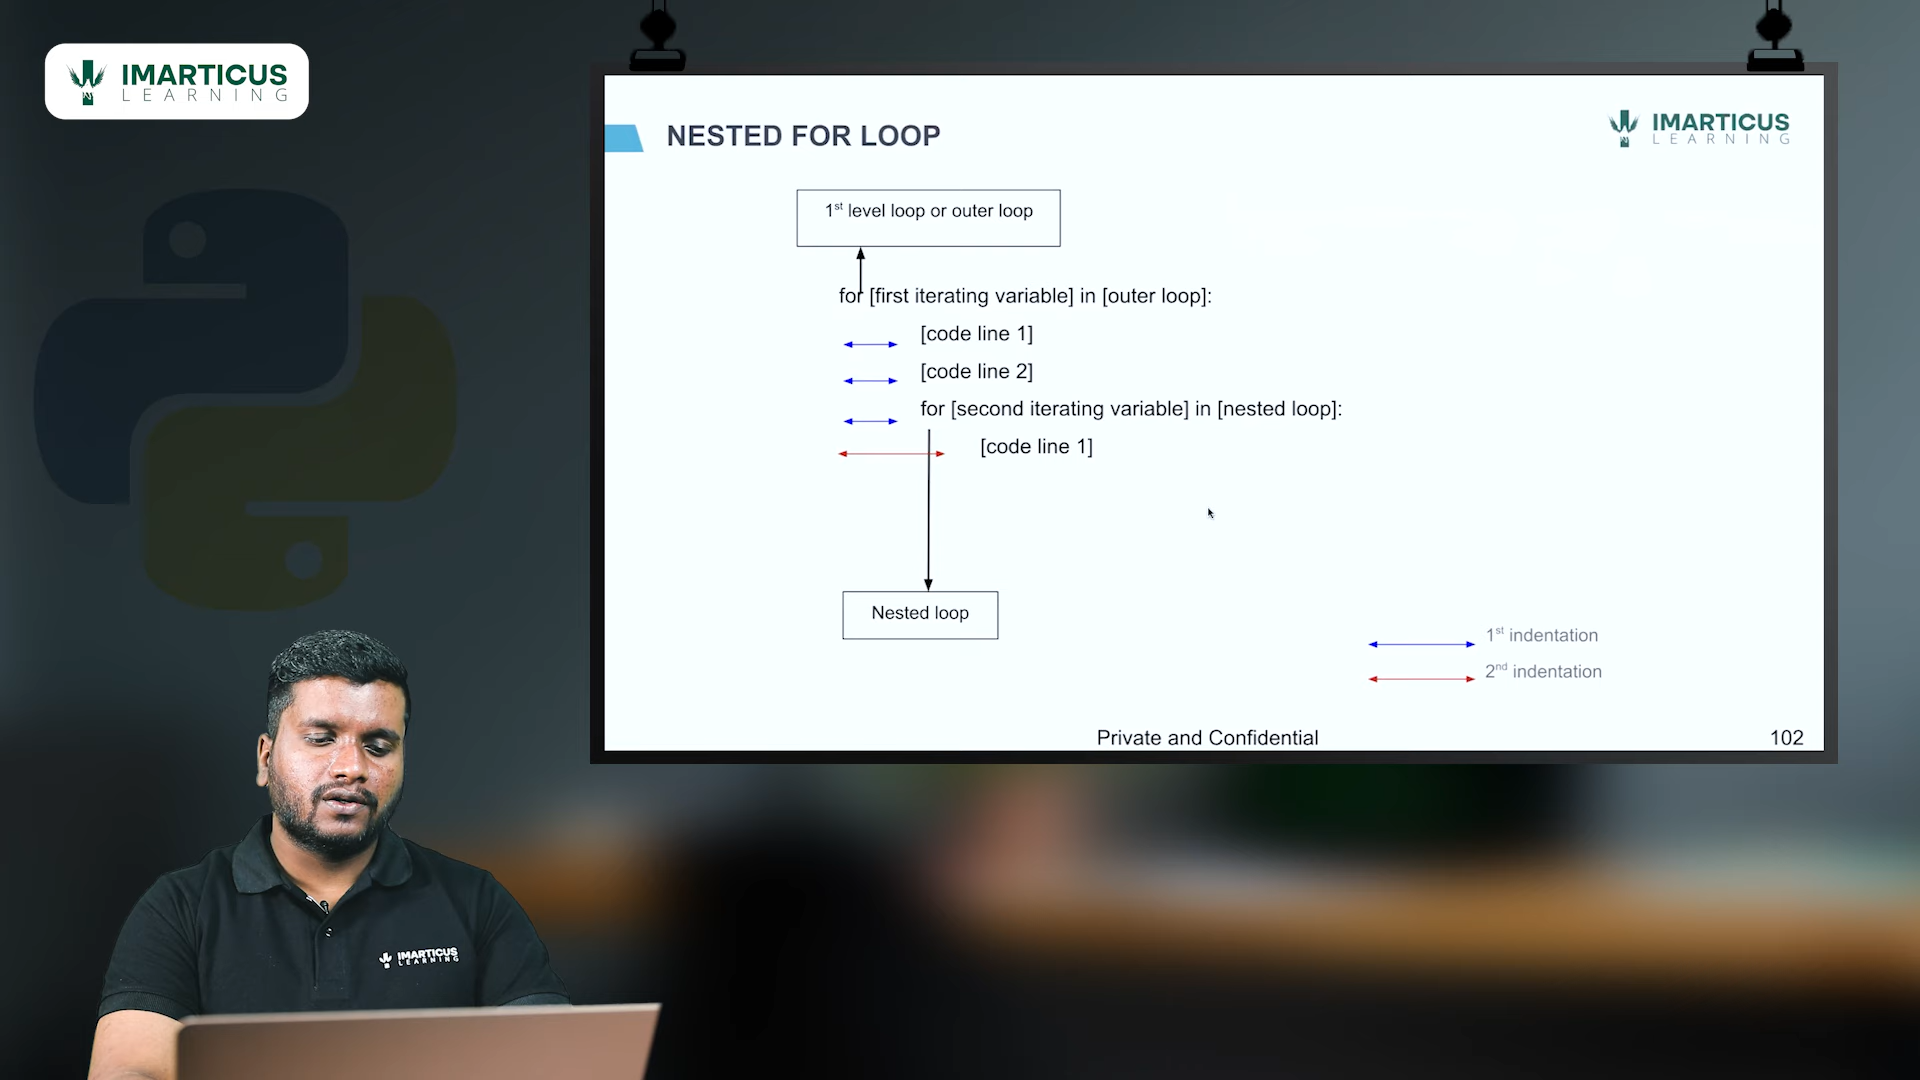 IMARTICUS
LEARNING
NESTED FOR LOOP
IMARTICUS
LEARNING
1st level loop or outer loop
for [first iterating variable] in [outer loop]:
[code line 1]
[code line 2]
for [second iterating variable] in [nested loop]:
[code line 1]
Nested loop
1st indentation
2nd indentation
Private and Confidential
102
IMARTICUS
LEARNING